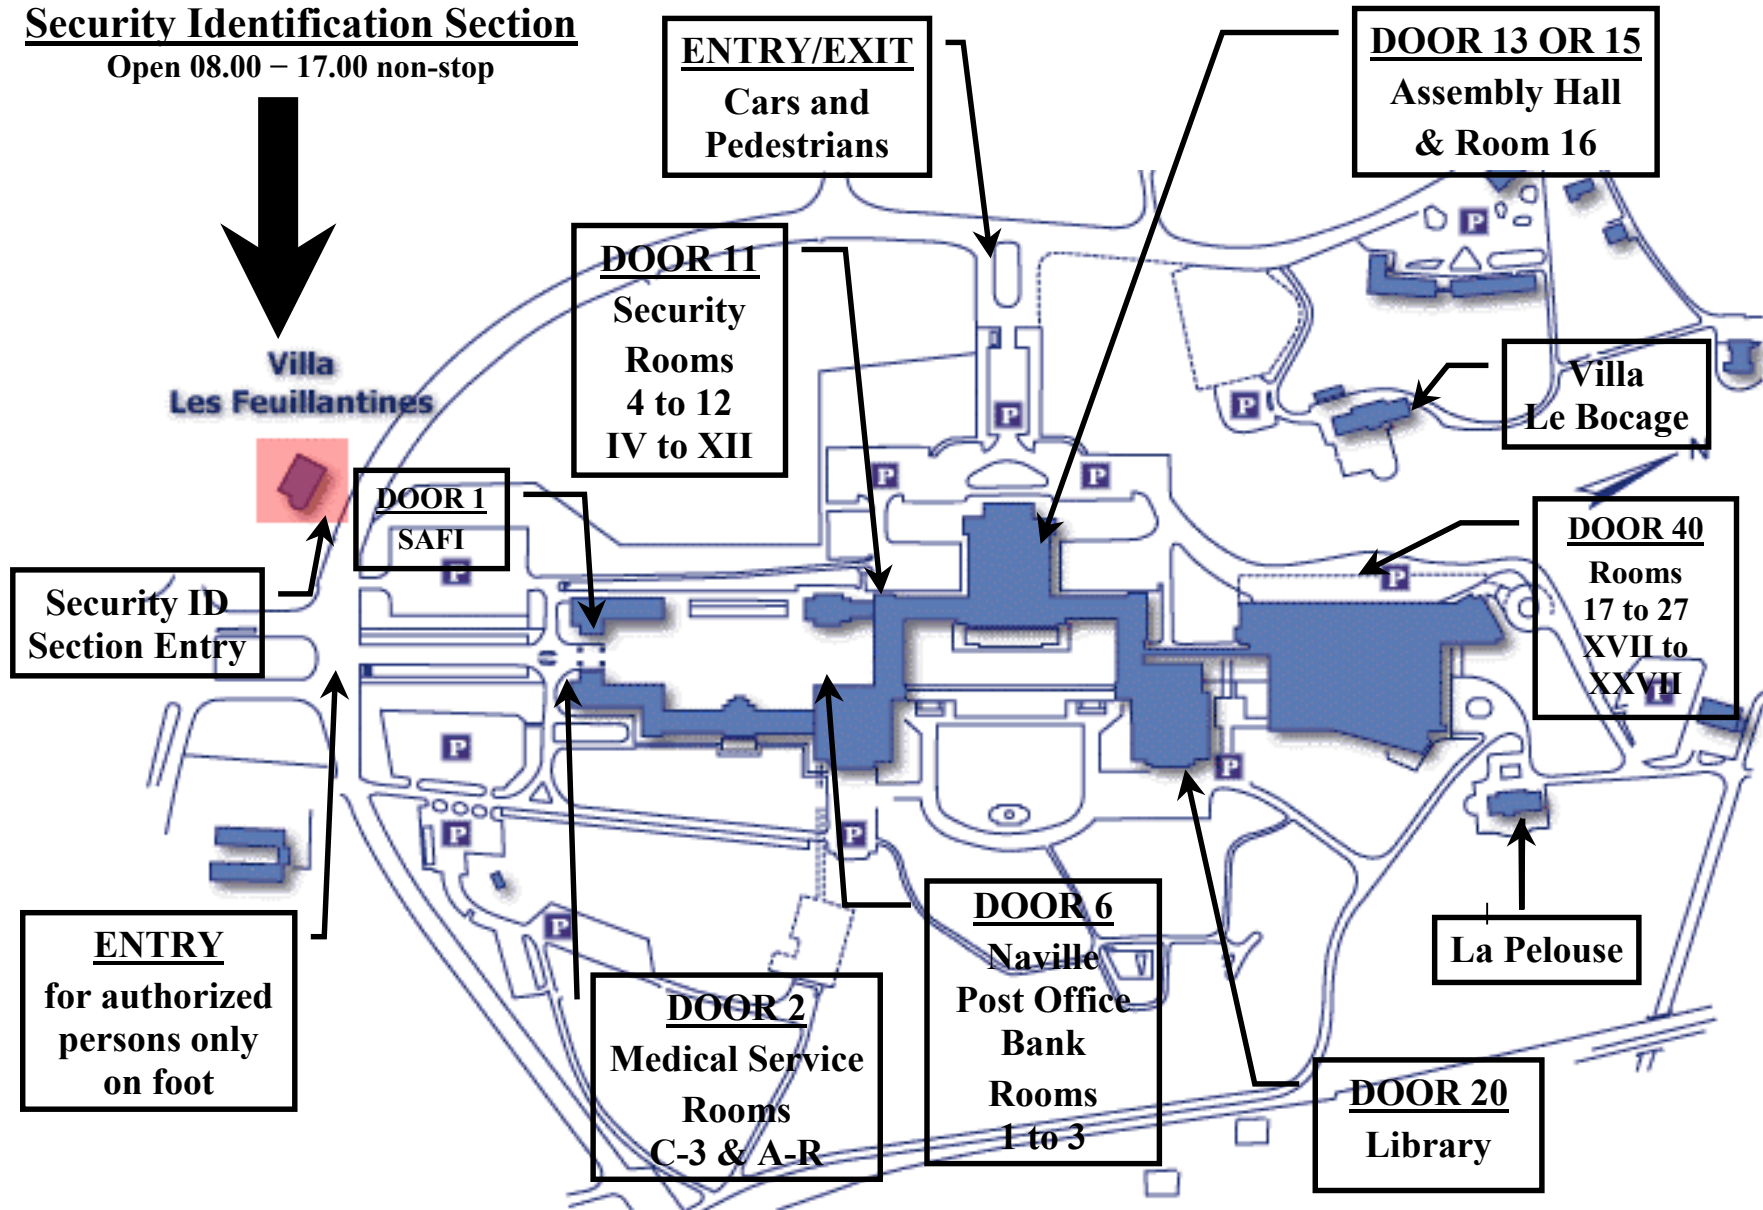 Security Identification Section
Open 08.00 – 17.00 non-stop
ENTRY/EXIT
Cars and
Pedestrians
DOOR 13 OR 15
Assembly Hall
& Room 16
DOOR 11
Security
Rooms
4 to 12
IV to XII
Villa
Les Feuillantines
Villa
Le Bocage
N
DOOR 1
SAFI
DOOR 40
Rooms
17 to 27
XVII to
XXVII
Security ID
Section Entry
P
P
P
P
P
P
P
P
P
P
P
P
P
ENTRY
for authorized
persons only
on foot
DOOR 2
Medical Service
Rooms
C-3 & A-R
DOOR 6
Naville
Post Office
Bank
Rooms
1 to 3
La Pelouse
DOOR 20
Library